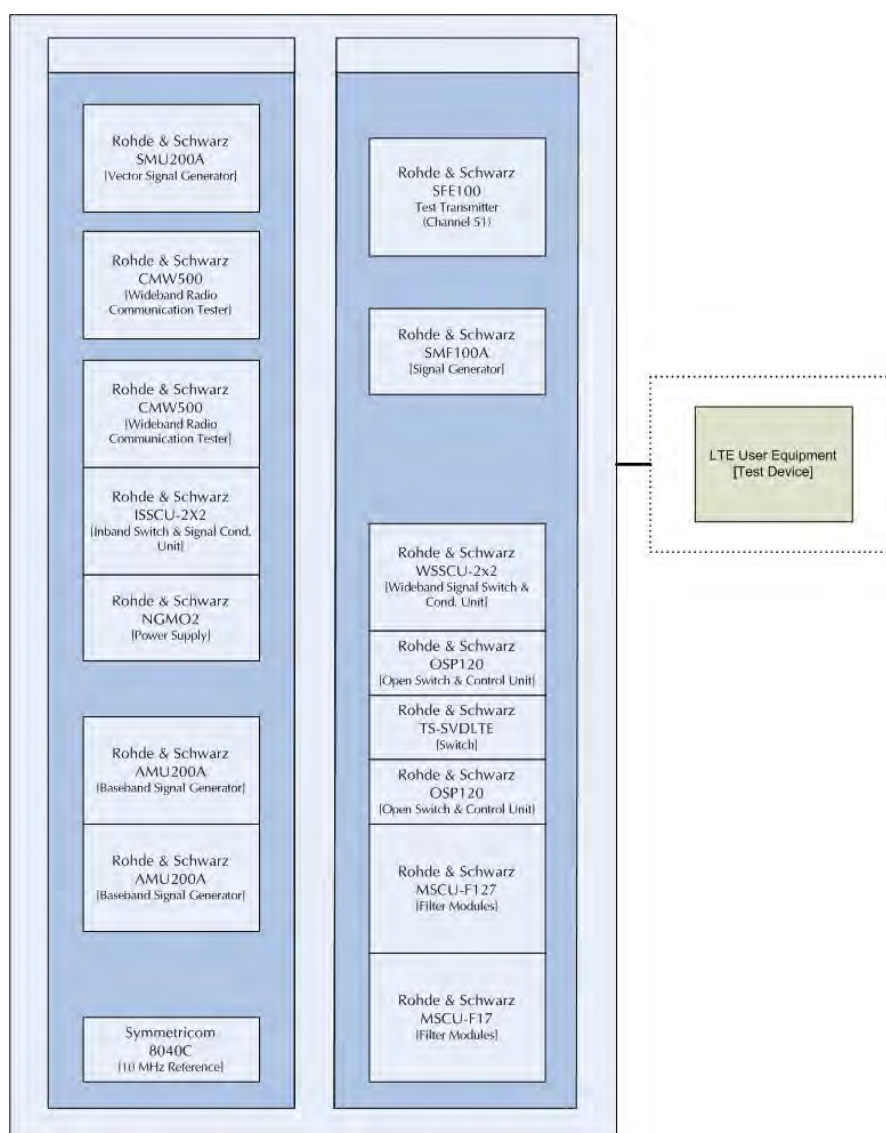 Rohde & Schwarz
SMU200A
[Vector Signal Generator]
Rohde & Schwarz
CMW500
[Wideband Radio
Communication Tester]
Rohde & Schwarz
CMW500
[Wideband Radio
Communication Tester]
Rohde & Schwarz
ISSCU-2X2
[Inband Switch & Signal Cond.
Unit]
Rohde & Schwarz
NGMO2
[Power Supply]
Rohde & Schwarz
AMU200A
[Baseband Signal Generator]
Rohde & Schwarz
AMU200A
[Baseband Signal Generator]
Symmetricom
8040C
[10 MHz Reference]
Rohde & Schwarz
SFE100
Test Transmitter
(Channel 51)
Rohde & Schwarz
SMF100A
[Signal Generator]
Rohde & Schwarz
WSSCU-2x2
[Wideband Signal Switch &
Cond. Unit]
Rohde & Schwarz
OSP120
[Open Switch & Control Unit]
Rohde & Schwarz
TS-SVDLTE
[Switch]
Rohde & Schwarz
OSP120
[Open Switch & Control Unit]
Rohde & Schwarz
MSCU-F127
[Filter Modules]
Rohde & Schwarz
MSCU-F17
[Filter Modules]
LTE User Equipment
[Test Device]